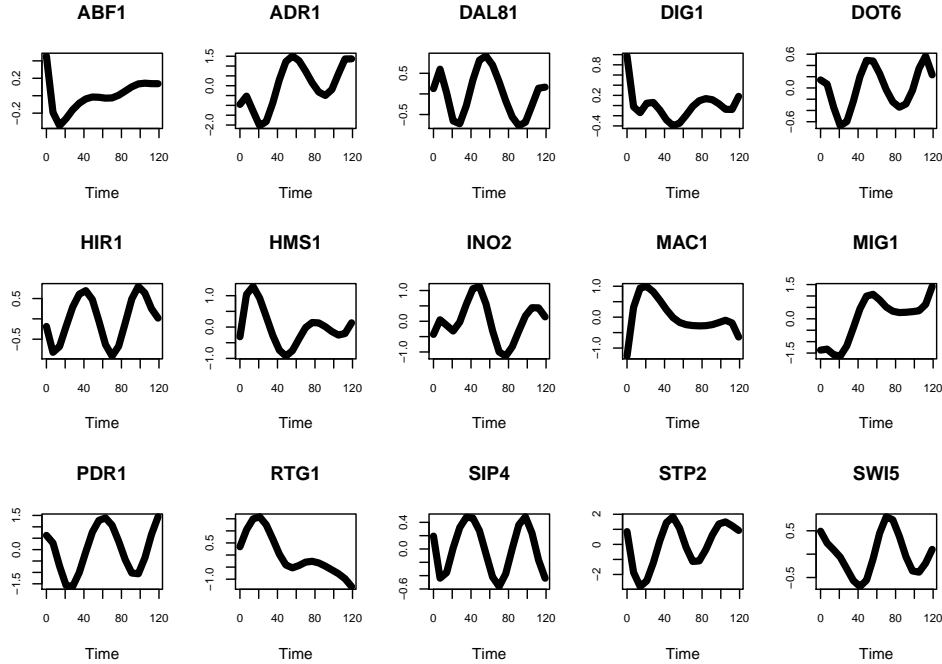 ABF1 ADR1 DAL81 DIG1 DOT6
0.2 -0.2 1.5 0.0 -2.0 0.5 -0.5 0.8 0.2 -0.4 0.6 0.0 -0.6
0 40 80 120 0 40 80 120 0 40 80 120 0 40 80 120 0 40 80 120
Time Time Time Time Time
HIR1 HMS1 INO2 MAC1 MIG1
0.5 -0.5 1.0 0.0 -1.0 1.0 0.0 -1.0 1.0 0.0 -1.0 1.5 0.0 -1.5
0 40 80 120 0 40 80 120 0 40 80 120 0 40 80 120 0 40 80 120
Time Time Time Time Time
PDR1 RTG1 SIP4 STP2 SWI5
1.5 0.0 -1.5 0.5 -1.0 0.4 0.0 -0.6 2 0 -2 0.5 -0.5
0 40 80 120 0 40 80 120 0 40 80 120 0 40 80 120 0 40 80 120
Time Time Time Time Time